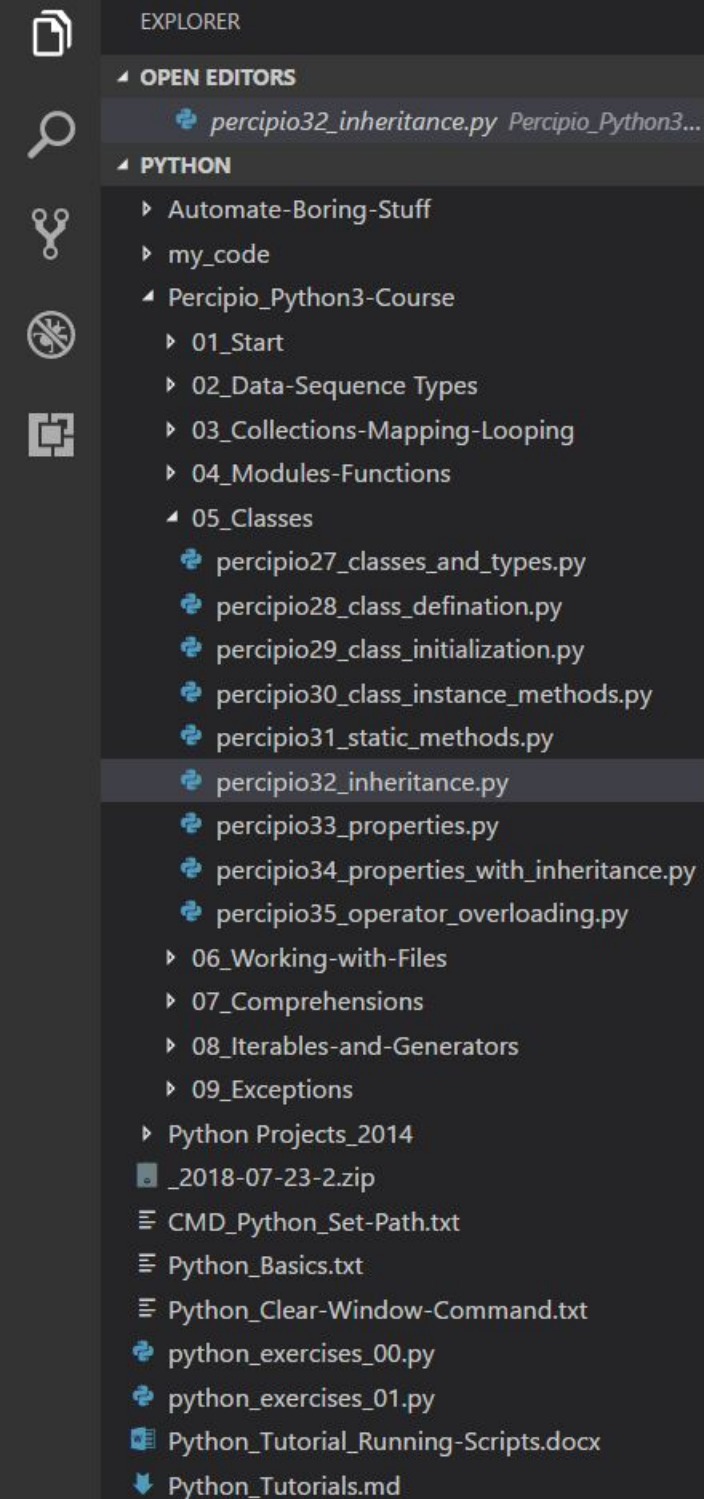 EXPLORER
OPEN EDITORS
percipio32_inheritance.py Percipio_Python3...
PYTHON
Automate-Boring-Stuff
my_code
Percipio_Python3-Course
01_Start
02_Data-Sequence Types
03_Collections-Mapping-Looping
04_Modules-Functions
05_Classes
percipio27_classes_and_types.py
percipio28_class_defination.py
percipio29_class_initialization.py
percipio30_class_instance_methods.py
percipio31_static_methods.py
percipio32_inheritance.py
percipio33_properties.py
percipio34_properties_with_inheritance.py
percipio35_operator_overloading.py
06_Working-with-Files
07_Comprehensions
08_Iterables-and-Generators
09_Exceptions
Python Projects_2014
_2018-07-23-2.zip
CMD_Python_Set-Path.txt
Python_Basics.txt
Python_Clear-Window-Command.txt
python_exercises_00.py
python_exercises_01.py
Python_Tutorial_Running-Scripts.docx
Python_Tutorials.md